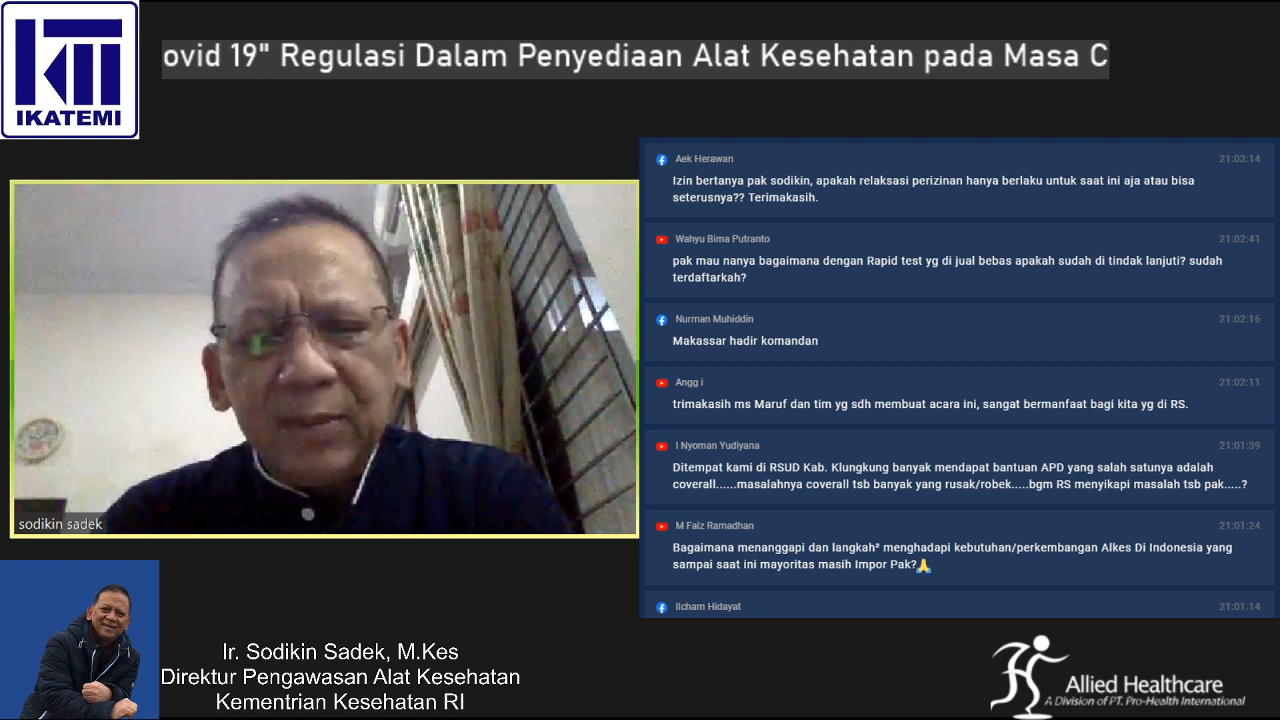 IKATEMI
ovid 19" Regulasi Dalam Penyediaan Alat Kesehatan pada Masa C
sodikin sadek
Aek Herawan 21:03:14
Izin bertanya pak sodikin, apakah relaksasi perizinan hanya berlaku untuk saat ini aja atau bisa
seterusnya?? Terimakasih.
Wahyu Bima Putranto 21:02:41
pak mau nanya bagaimana dengan Rapid test yg di jual bebas apakah sudah di tindak lanjuti? sudah
terdaftarkah?
Nurman Muhiddin 21:02:16
Makassar hadir komandan
Angg i 21:02:11
trimakasih ms Maruf dan tim yg sdh membuat acara ini, sangat bermanfaat bagi kita yg di RS.
I Nyoman Yudiyana 21:01:39
Ditempat kami di RSUD Kab. Klungkung banyak mendapat bantuan APD yang salah satunya adalah
coverall......masalahnya coverall tsb banyak yang rusak/robek.....bgm RS menyikapi masalah tsb pak.....?
M Faiz Ramadhan 21:01:24
Bagaimana menanggapi dan langkah² menghadapi kebutuhan/perkembangan Alkes Di Indonesia yang
sampai saat ini mayoritas masih Impor Pak?🙏
Ilcham Hidayat 21:01:14
Ir. Sodikin Sadek, M.Kes
Direktur Pengawasan Alat Kesehatan
Kementrian Kesehatan RI
Allied Healthcare
A Division of PT. Pro-Health International